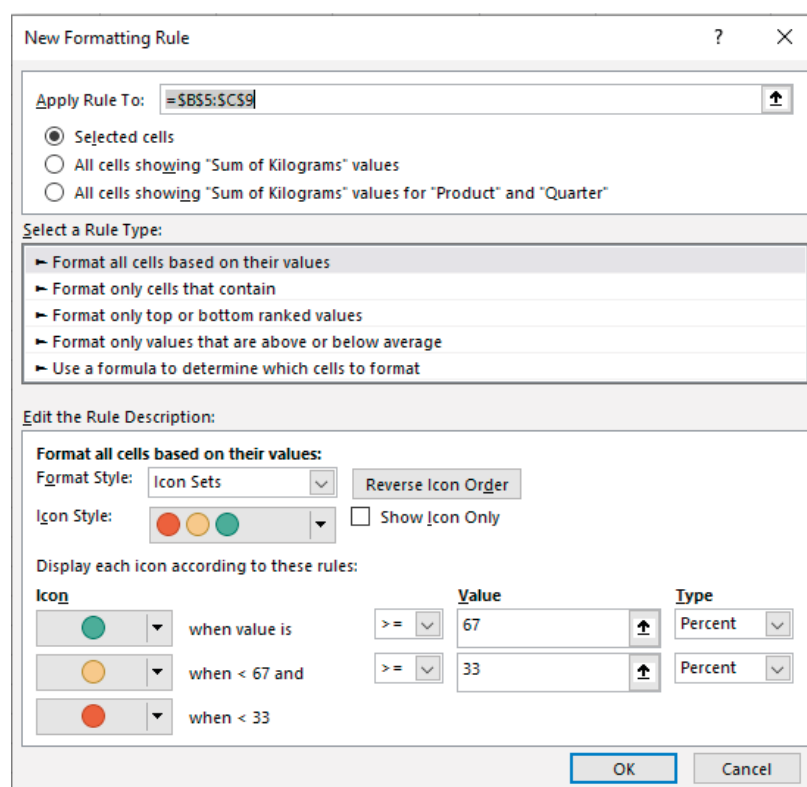 New Formatting Rule ?
Apply Rule To: =$B$5:$C$9
Selected cells
All cells showing "Sum of Kilograms" values
All cells showing "Sum of Kilograms" values for "Product" and "Quarter"
Select a Rule Type:
► Format all cells based on their values
► Format only cells that contain
► Format only top or bottom ranked values
► Format only values that are above or below average
► Use a formula to determine which cells to format
Edit the Rule Description:
Format all cells based on their values:
Format Style: Icon Sets Reverse Icon Order
Icon Style: Show Icon Only
Display each icon according to these rules:
Icon Value Type
when value is >= 67 Percent
when < 67 and >= 33 Percent
when < 33
OK Cancel